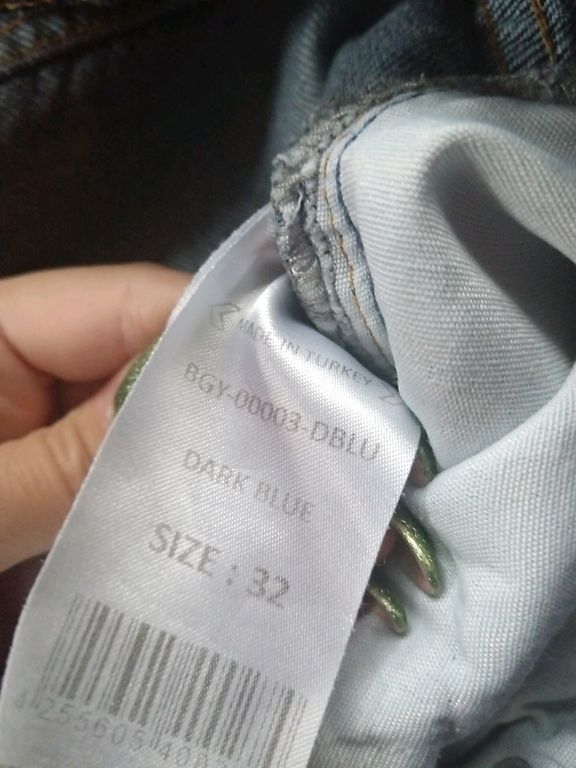 MADE IN TURKEY
BGY-00003-DBLU
DARK BLUE
SIZE : 32